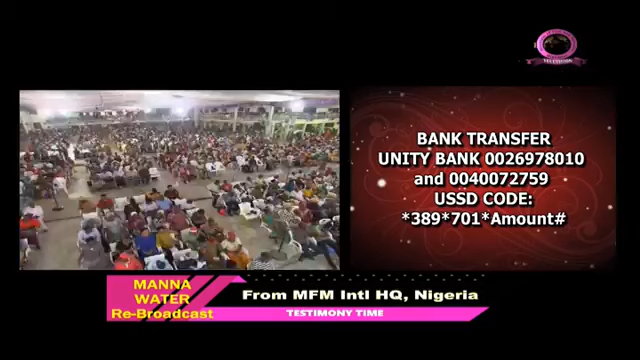 BANK TRANSFER
UNITY BANK 0026978010
and 0040072759
USSD CODE:
*389*701*Amount#
MANNA
WATER
Re-Broadcast
From MFM Intl HQ, Nigeria
TESTIMONY TIME